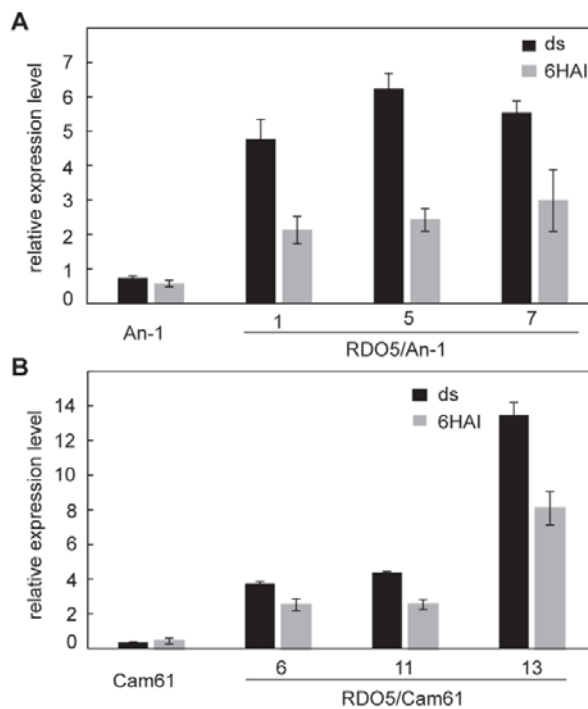 A
relative expression level
7
6
5
4
3
2
1
0
ds
6HAI
An-1
1 5 7
RDO5/An-1
B
relative expression level
14
12
10
8
6
4
2
0
ds
6HAI
Cam61
6 11 13
RDO5/Cam61